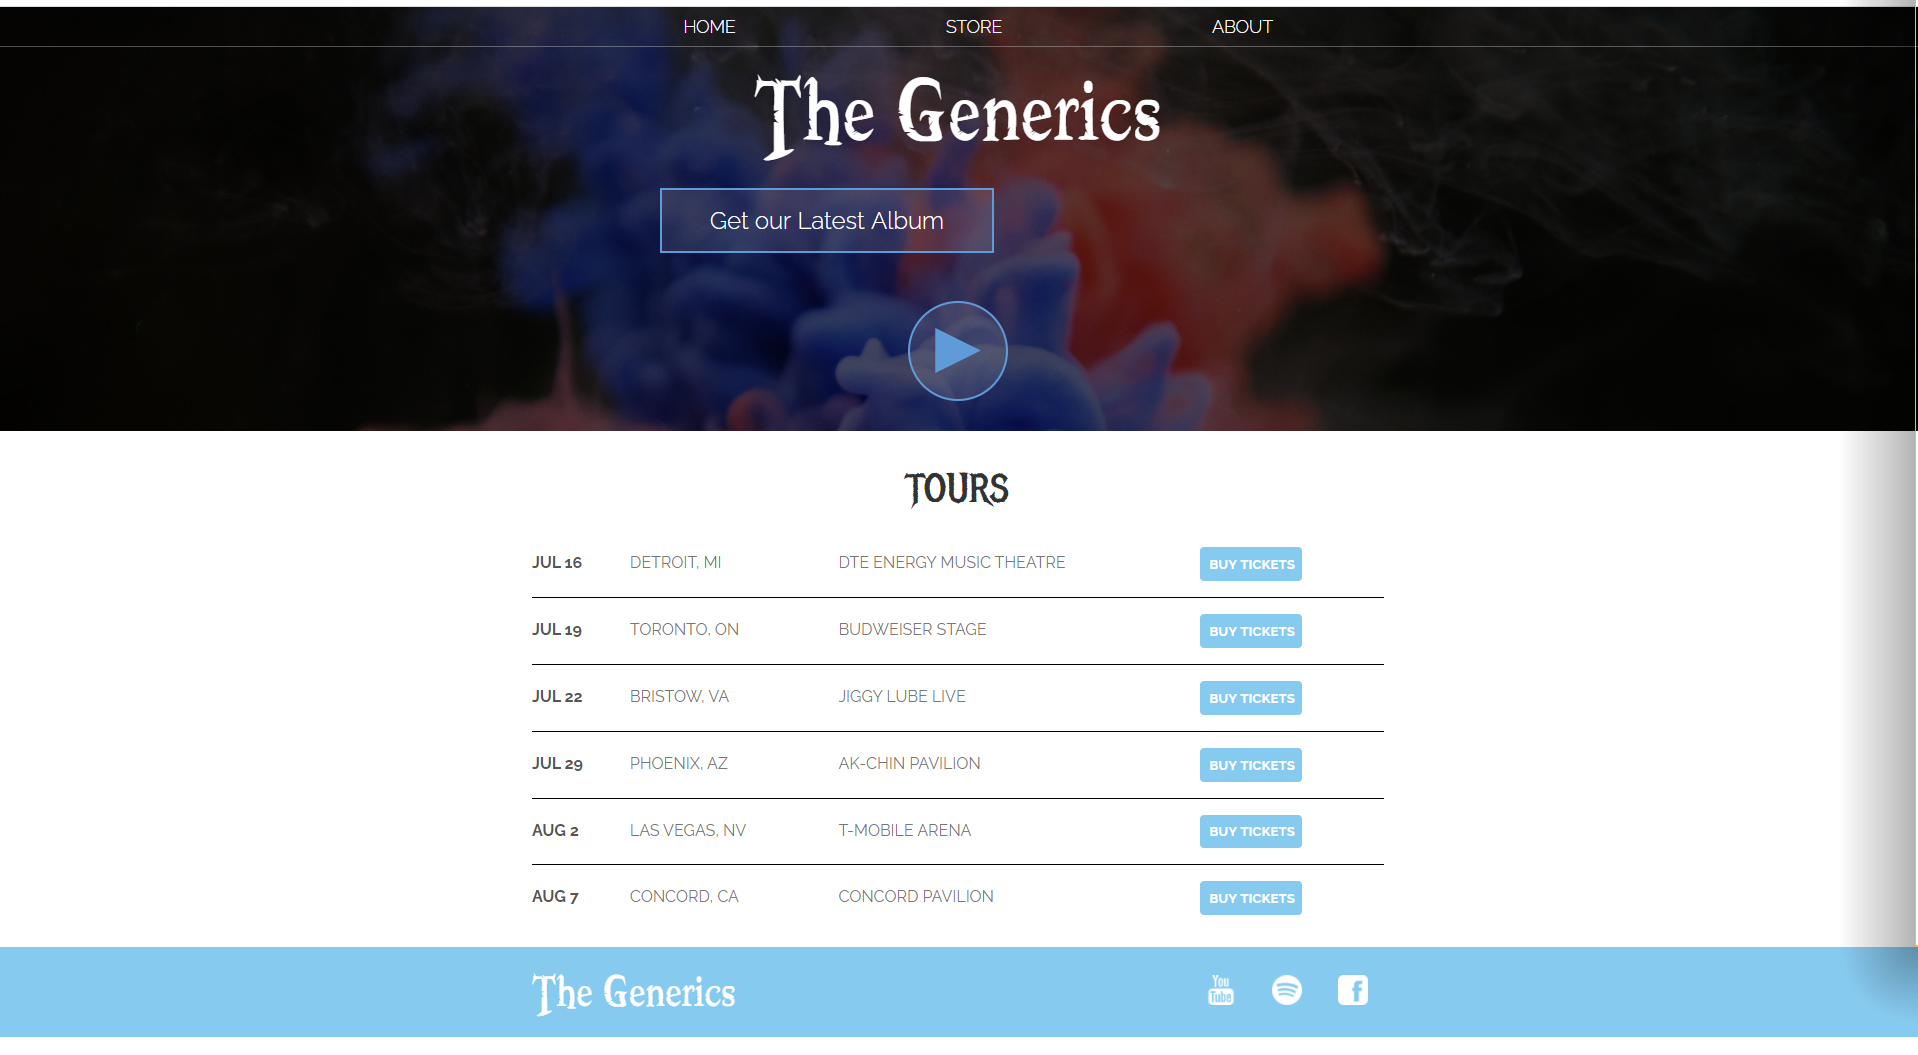 HOME STORE ABOUT
The Generics
Get our Latest Album
TOURS
JUL 16 DETROIT, MI DTE ENERGY MUSIC THEATRE BUY TICKETS
JUL 19 TORONTO, ON BUDWEISER STAGE BUY TICKETS
JUL 22 BRISTOW, VA JIGGY LUBE LIVE BUY TICKETS
JUL 29 PHOENIX, AZ AK-CHIN PAVILION BUY TICKETS
AUG 2 LAS VEGAS, NV T-MOBILE ARENA BUY TICKETS
AUG 7 CONCORD, CA CONCORD PAVILION BUY TICKETS
The Generics You Tube f